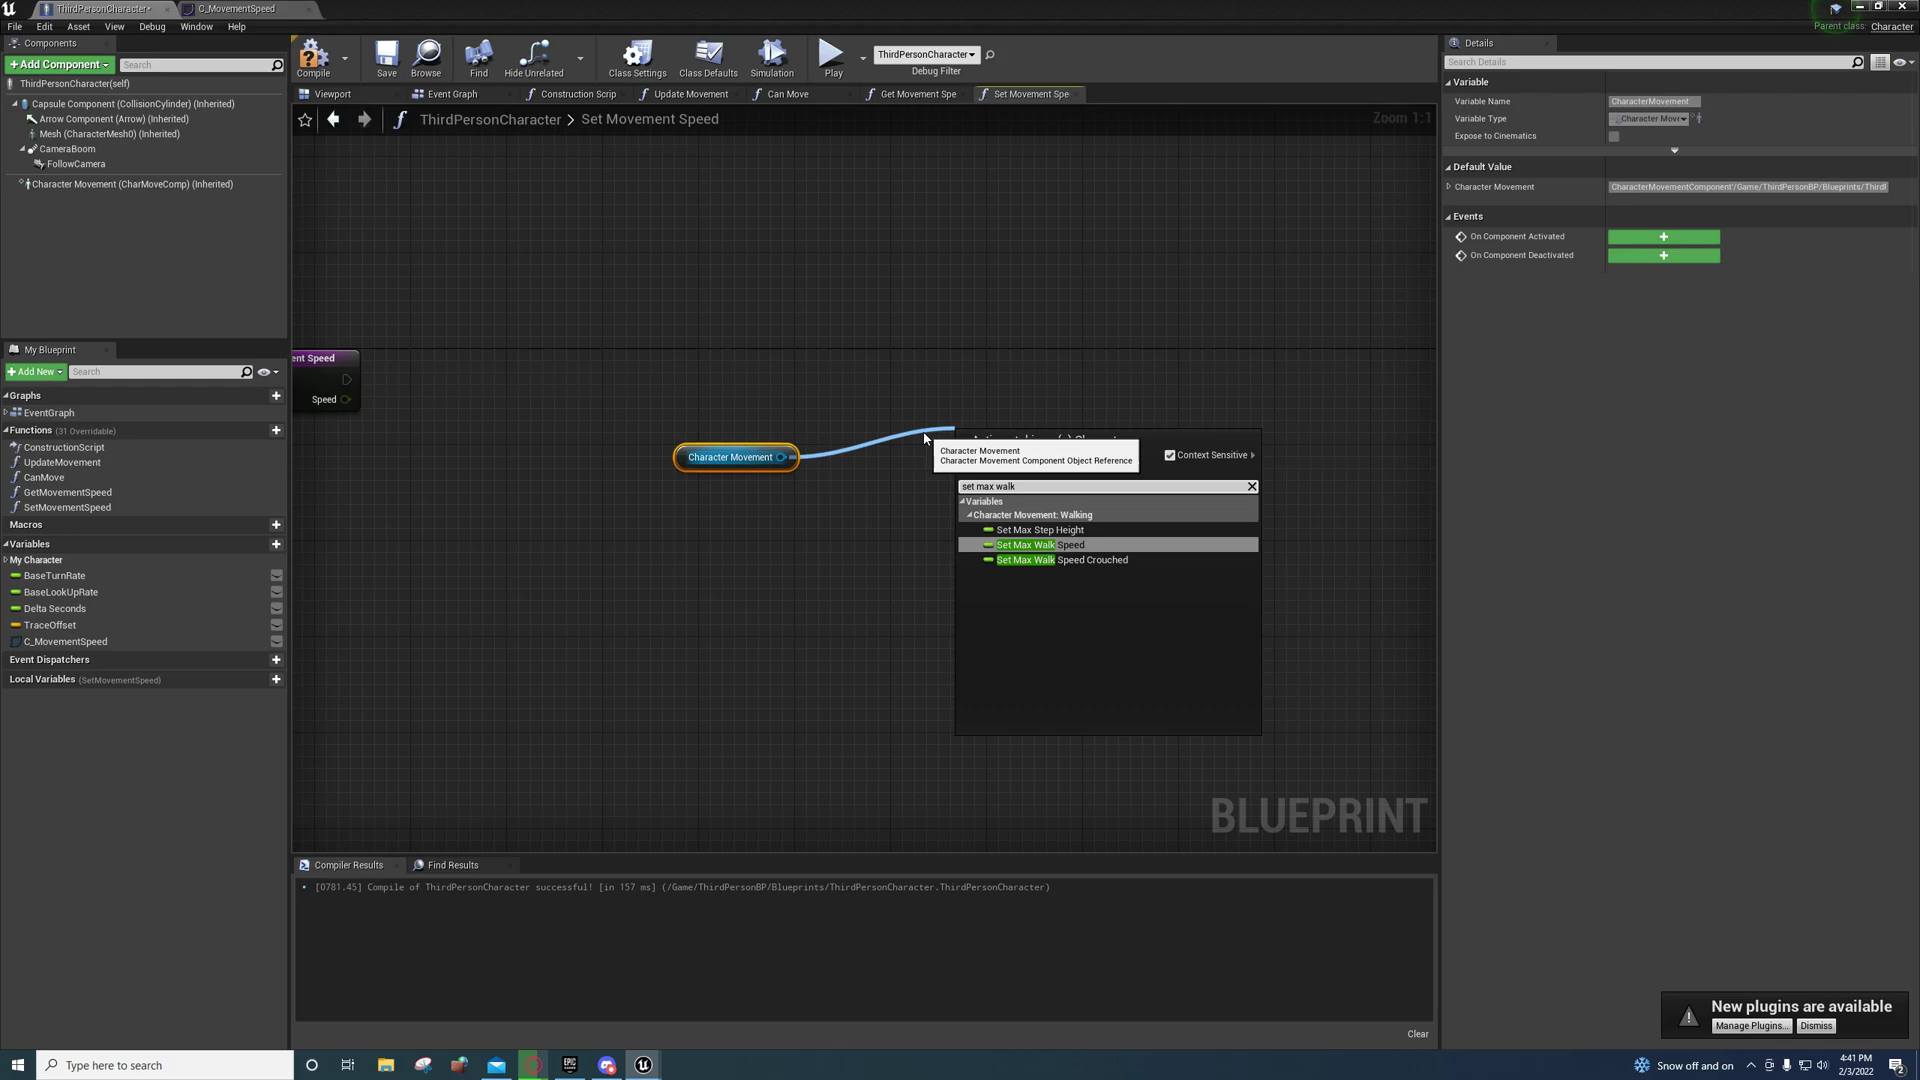 ThirdPersonCharacter*
C_MovementSpeed
File Edit Asset View Debug Window Help
Parent class: Character
Components
+Add Component
Search
ThirdPersonCharacter(self)
Capsule Component (CollisionCylinder) (Inherited)
Arrow Component (Arrow) (Inherited)
Mesh (CharacterMesh0) (Inherited)
CameraBoom
FollowCamera
Character Movement (CharMoveComp) (Inherited)
Compile
Save
Browse
Find
Hide Unrelated
Class Settings
Class Defaults
Simulation
Play
ThirdPersonCharacter
Debug Filter
Viewport
Event Graph
Construction Scrip
Update Movement
Can Move
Get Movement Spe
Set Movement Spe
ThirdPersonCharacter > Set Movement Speed
Zoom 1:1
ent Speed
Speed
Character Movement
Character Movement
Character Movement Component Object Reference
Context Sensitive
set max walk
Variables
Character Movement: Walking
Set Max Step Height
Set Max Walk Speed
Set Max Walk Speed Crouched
BLUEPRINT
My Blueprint
+Add New
Search
Graphs
EventGraph
Functions (31 Overridable)
ConstructionScript
UpdateMovement
CanMove
GetMovementSpeed
SetMovementSpeed
Macros
Variables
My Character
BaseTurnRate
BaseLookUpRate
Delta Seconds
TraceOffset
C_MovementSpeed
Event Dispatchers
Local Variables (SetMovementSpeed)
Compiler Results
Find Results
[0781.45] Compile of ThirdPersonCharacter successful! [in 157 ms] (/Game/ThirdPersonBP/Blueprints/ThirdPersonCharacter.ThirdPersonCharacter)
Clear
Details
Search Details
Variable
Variable Name CharacterMovement
Variable Type Character Move
Expose to Cinematics
Default Value
Character Movement CharacterMovementComponent'/Game/ThirdPersonBP/Blueprints/Third
Events
On Component Activated
On Component Deactivated
New plugins are available
Manage Plugins... Dismiss
Type here to search
EPIC
Snow off and on
4:41 PM
2/3/2022
2